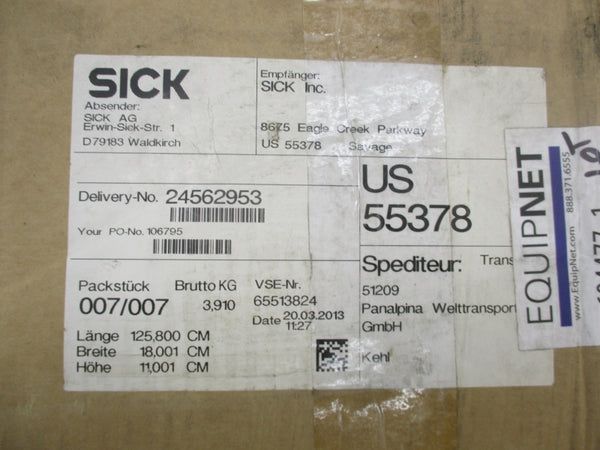 SICK
Absender:
SICK AG
Erwin-Sick-Str. 1
D79183 Waldkirch
Empfänger:
SICK Inc.
8675 Eagle Creek Parkway
US 55378 Savage
Delivery-No. 24562953
Your PO-No. 106795
US
55378
Packstück Brutto KG VSE-Nr.
007/007 3,910 65513824
Date 20.03.2013
11:27
Länge 125,800 CM
Breite 18,001 CM
Höhe 11,001 CM
Spediteur: Trans
51209
Panalpina Welttransport
GmbH
Kehl
EQUIPNET
www.EquipNet.com 888.371.6555